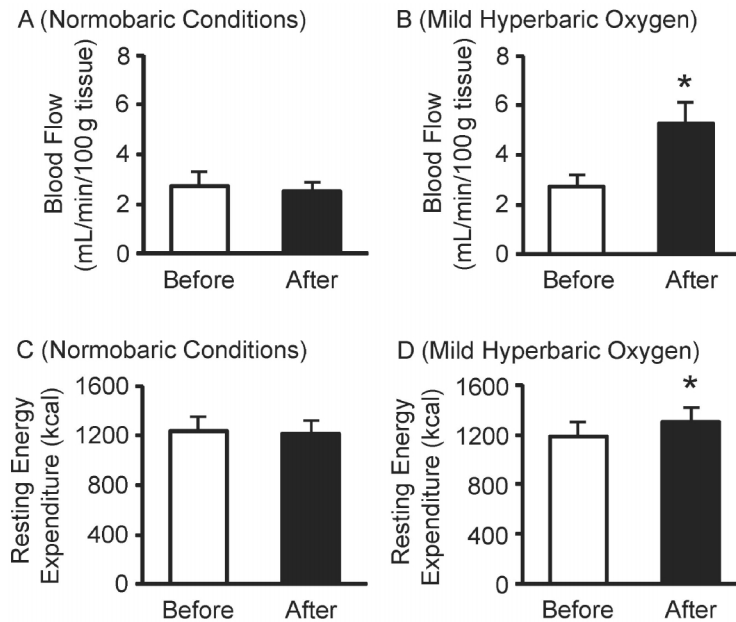 A (Normobaric Conditions)
Blood Flow
(mL/min/100 g tissue)
8
6
4
2
0
Before After
B (Mild Hyperbaric Oxygen)
Blood Flow
(mL/min/100 g tissue)
8
6
4
2
0
*
Before After
C (Normobaric Conditions)
Resting Energy
Expenditure (kcal)
1600
1200
800
400
0
Before After
D (Mild Hyperbaric Oxygen)
Resting Energy
Expenditure (kcal)
1600
1200
800
400
0
*
Before After